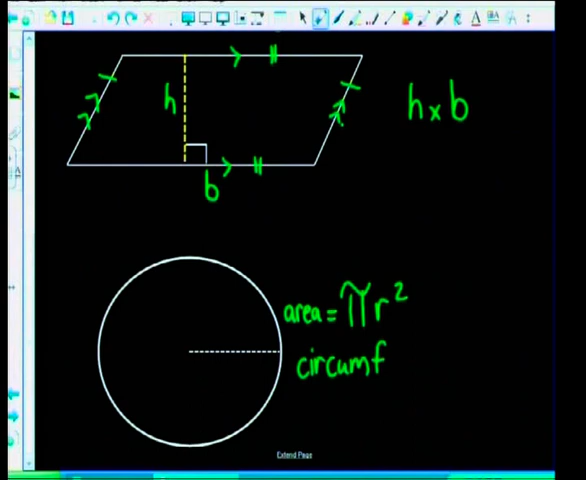 h
h x b
b
area = πr²
circumf
Extend Page